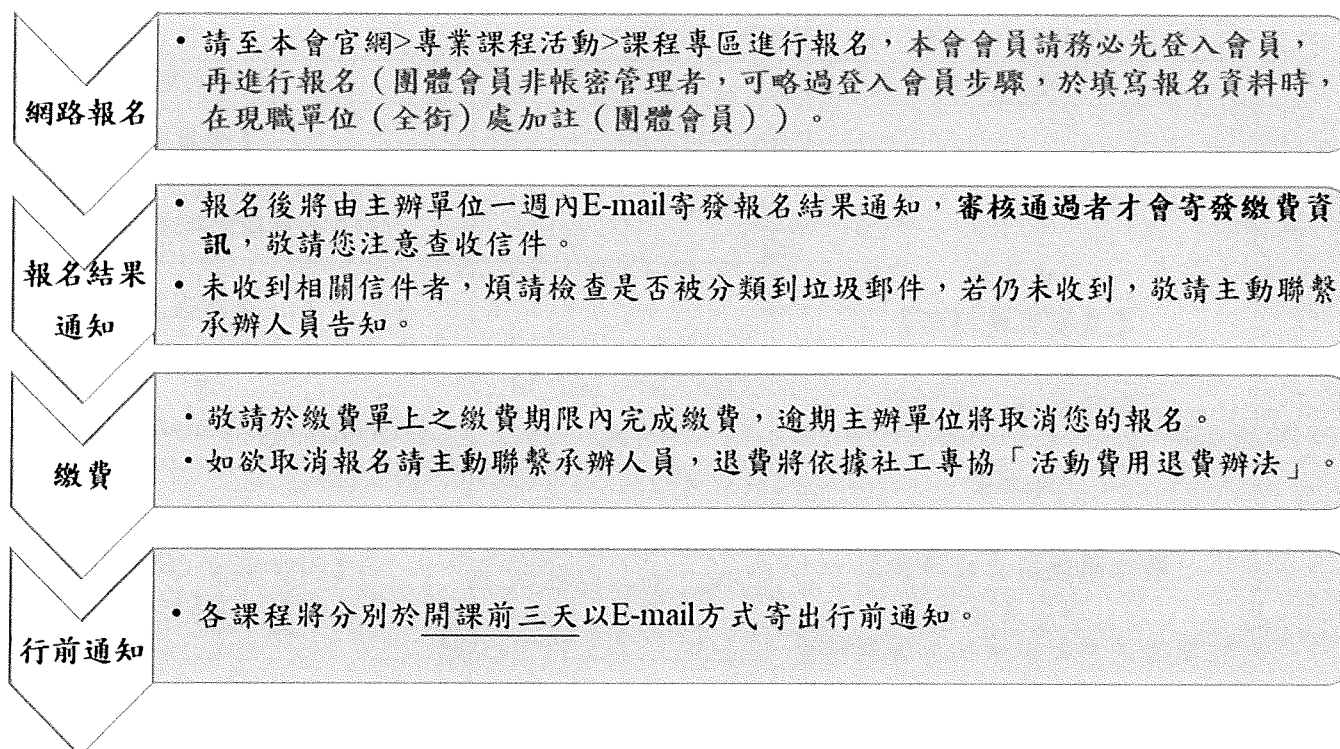 網路報名
• 請至本會官網>專業課程活動>課程專區進行報名，本會會員請務必先登入會員，
再進行報名（團體會員非帳密管理者，可略過登入會員步驟，於填寫報名資料時，
在現職單位（全銜）處加註（團體會員））。
報名結果
通知
• 報名後將由主辦單位一週內E-mail寄發報名結果通知，審核通過者才會寄發繳費資
訊，敬請您注意查收信件。
• 未收到相關信件者，煩請檢查是否被分類到垃圾郵件，若仍未收到，敬請主動聯繫
承辦人員告知。
繳費
• 敬請於繳費單上之繳費期限內完成繳費，逾期主辦單位將取消您的報名。
• 如欲取消報名請主動聯繫承辦人員，退費將依據社工專協「活動費用退費辦法」。
行前通知
• 各課程將分別於開課前三天以E-mail方式寄出行前通知。